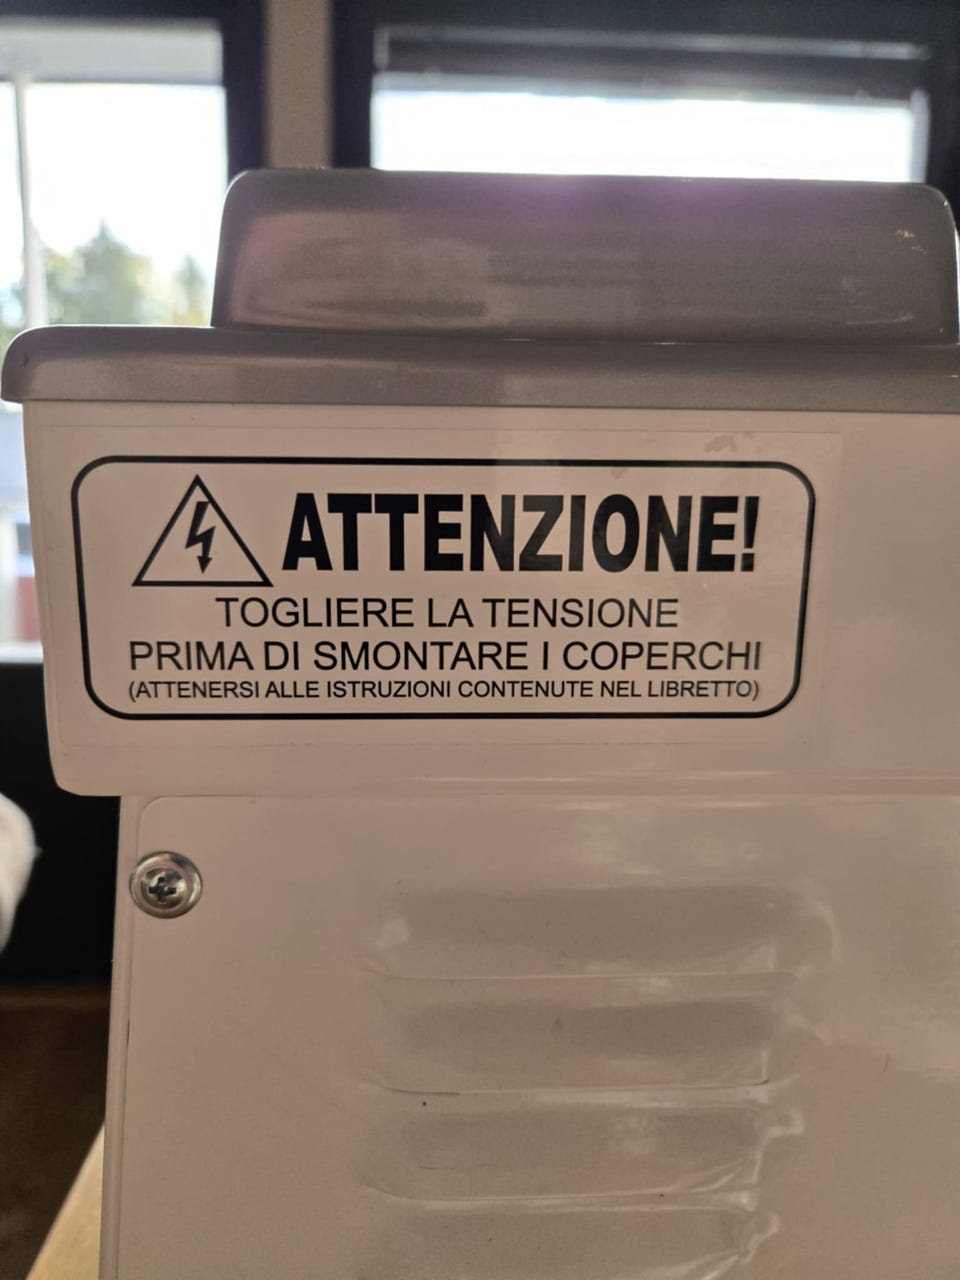 ATTENZIONE!
TOGLIERE LA TENSIONE
PRIMA DI SMONTARE I COPERCHI
(ATTENERSI ALLE ISTRUZIONI CONTENUTE NEL LIBRETTO)